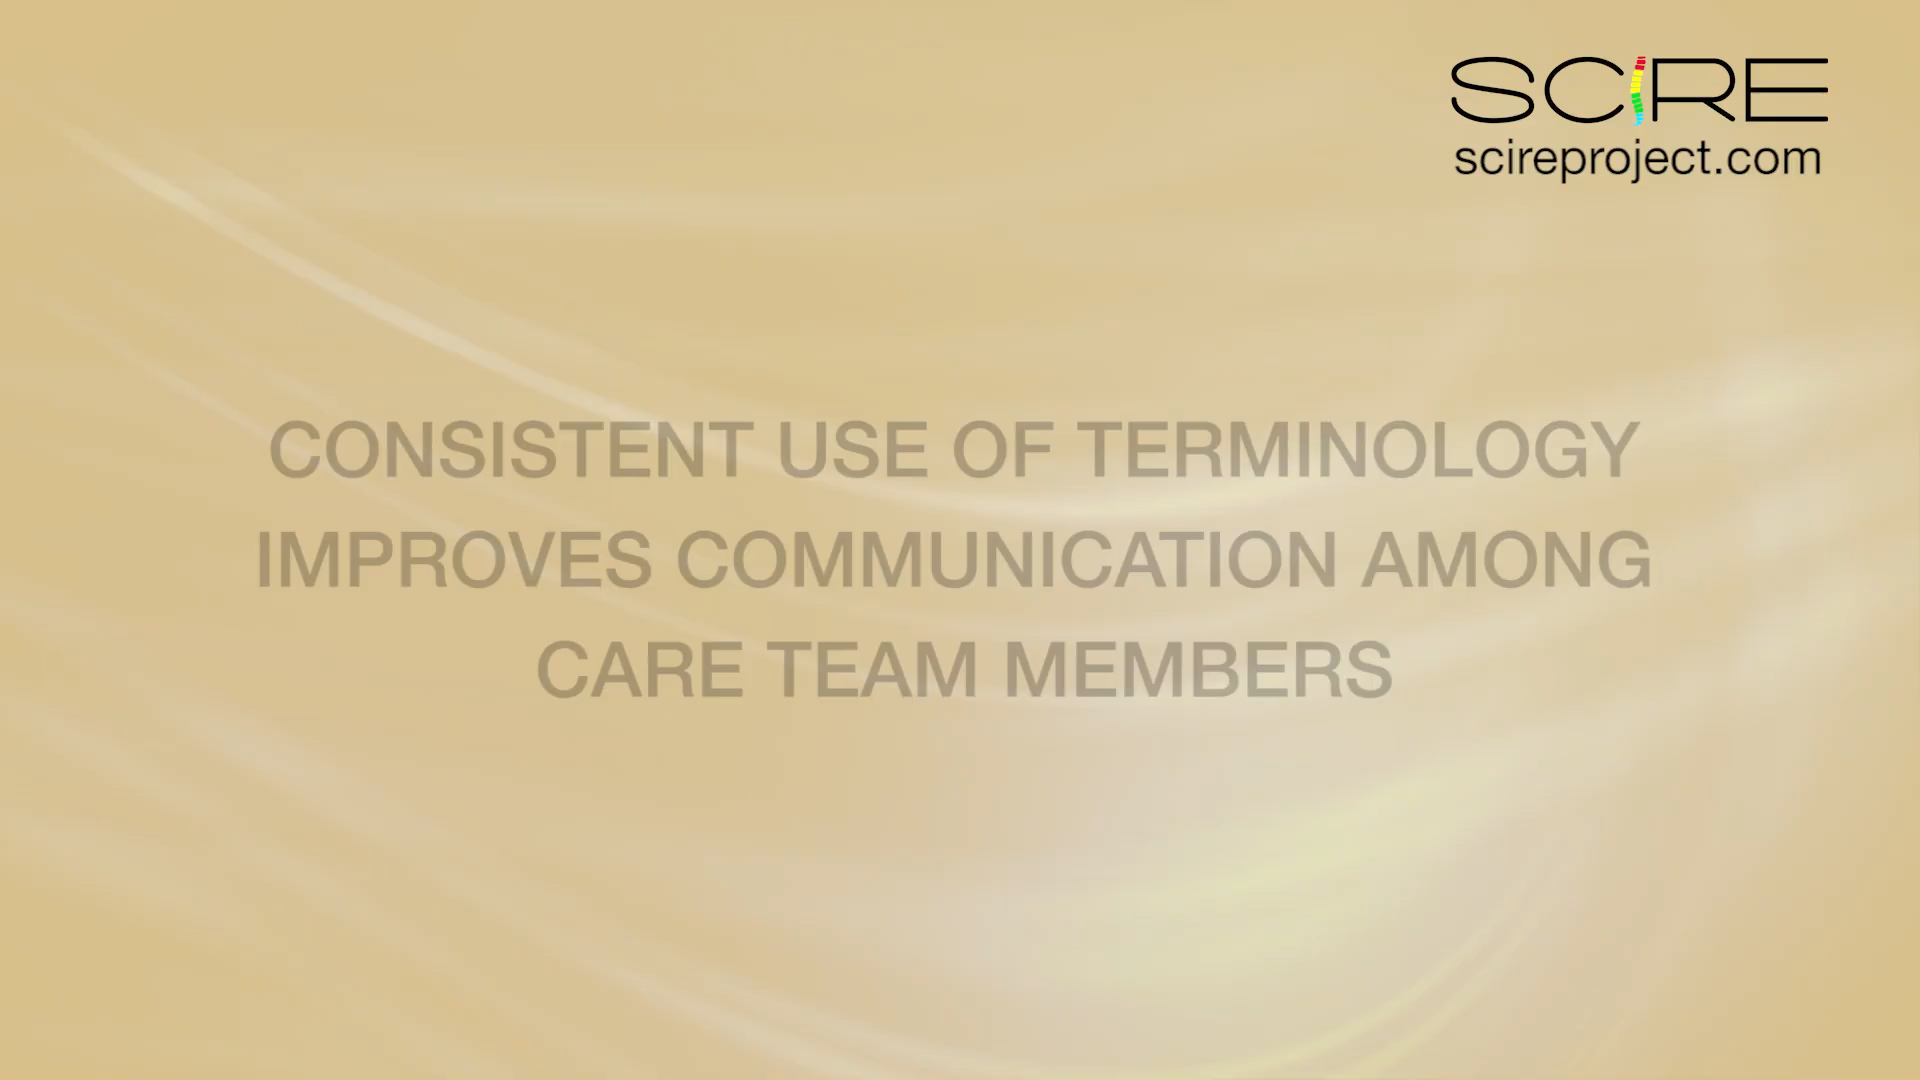 SCIRE
scireproject.com
CONSISTENT USE OF TERMINOLOGY
IMPROVES COMMUNICATION AMONG
CARE TEAM MEMBERS